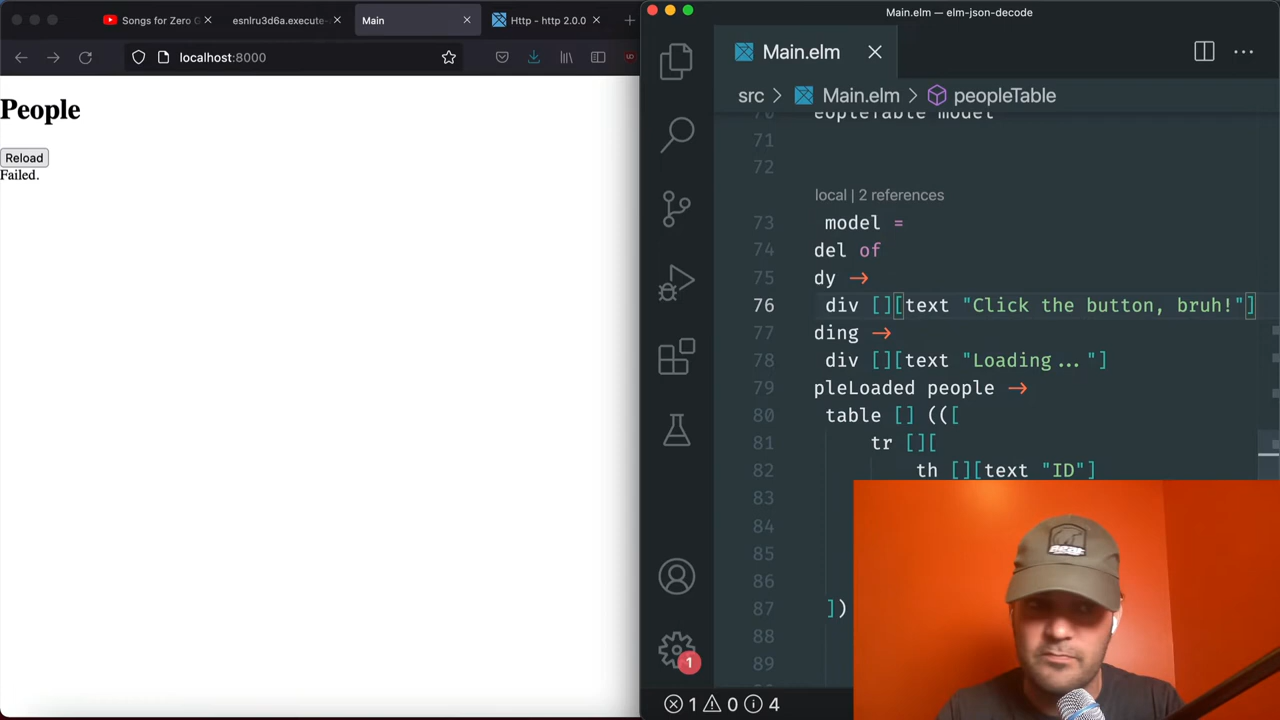 Songs for Zero G
esnlru3d6a.execute-
Main
Http - http 2.0.0
localhost:8000
People
Reload
Failed.
Main.elm — elm-json-decode
Main.elm
src > Main.elm > peopleTable
eopleTable model
71
72
local | 2 references
73 model =
74 del of
75 dy →
76 div [][text "Click the button, bruh!"]
77 ding →
78 div [][text "Loading..."]
79 pleLoaded people →
80 table [] (([
81 tr [][
82 th [][text "ID"]
83
84
85
86
87 ])
88
89
1
1 0 4